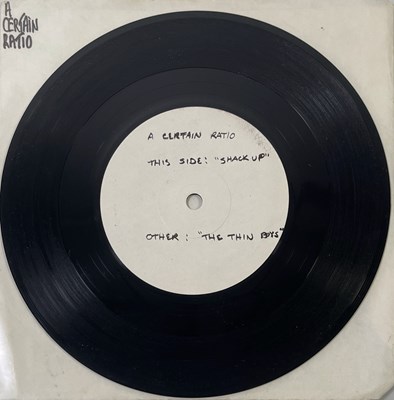 A
CERTAIN
RATIO
A CERTAIN RATIO
THIS SIDE: "SHACK UP"
OTHER: "THE THIN BOYS"